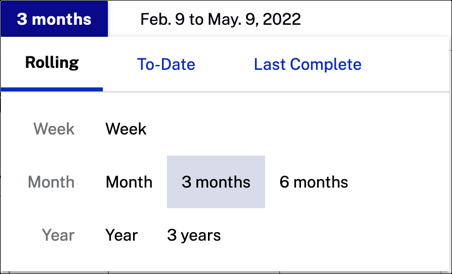 3 months Feb. 9 to May. 9, 2022
Rolling To-Date Last Complete
Week Week
Month Month 3 months 6 months
Year Year 3 years